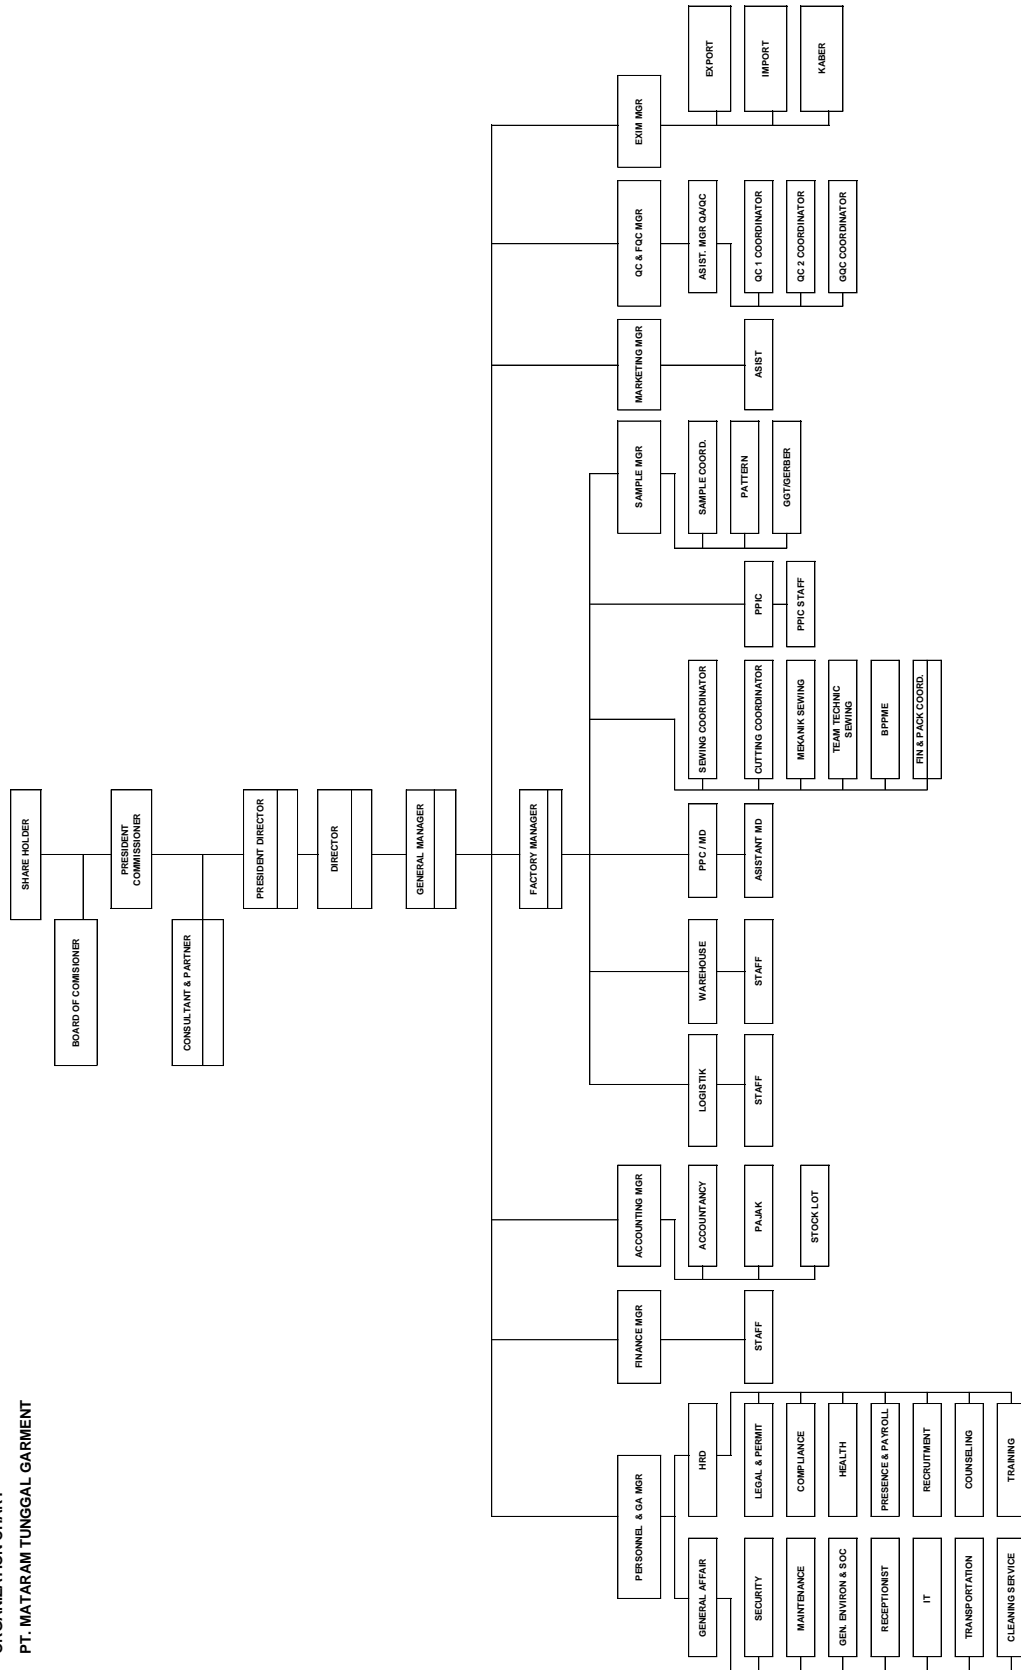 ORGANIZATION CHART
PT. MATARAM TUNGGAL GARMENT
SHARE HOLDER
BOARD OF COMISIONER
PRESIDENT
COMMISSIONER
CONSULTANT & PARTNER
PRESIDENT DIRECTOR
DIRECTOR
GENERAL MANAGER
FACTORY MANAGER
PERSONNEL & GA MGR
FINANCE MGR
ACCOUNTING MGR
SAMPLE MGR
MARKETING MGR
QC & FQC MGR
EXIM MGR
GENERAL AFFAIR
SECURITY
MAINTENANCE
GEN. ENVIRON & SOC
RECEPTIONIST
IT
TRANSPORTATION
CLEANING SERVICE
HRD
LEGAL & PERMIT
COMPLIANCE
HEALTH
PRESENCE & PAYROLL
RECRUITMENT
COUNSELING
TRAINING
STAFF
ACCOUNTANCY
PAJAK
STOCK LOT
LOGISTIK
STAFF
WAREHOUSE
STAFF
PPC / MD
ASISTANT MD
SEWING COORDINATOR
CUTTING COORDINATOR
MEKANIK SEWING
TEAM TECHNIC
SEWING
BPPME
FIN & PACK COORD.
PPIC
PPIC STAFF
SAMPLE COORD.
PATTERN
GGT/GERBER
ASIST
ASIST. MGR QA/QC
QC 1 COORDINATOR
QC 2 COORDINATOR
GQC COORDINATOR
EXPORT
IMPORT
KABER